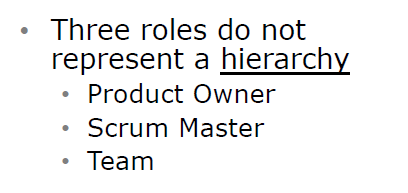 • Three roles do not
represent a hierarchy
• Product Owner
• Scrum Master
• Team